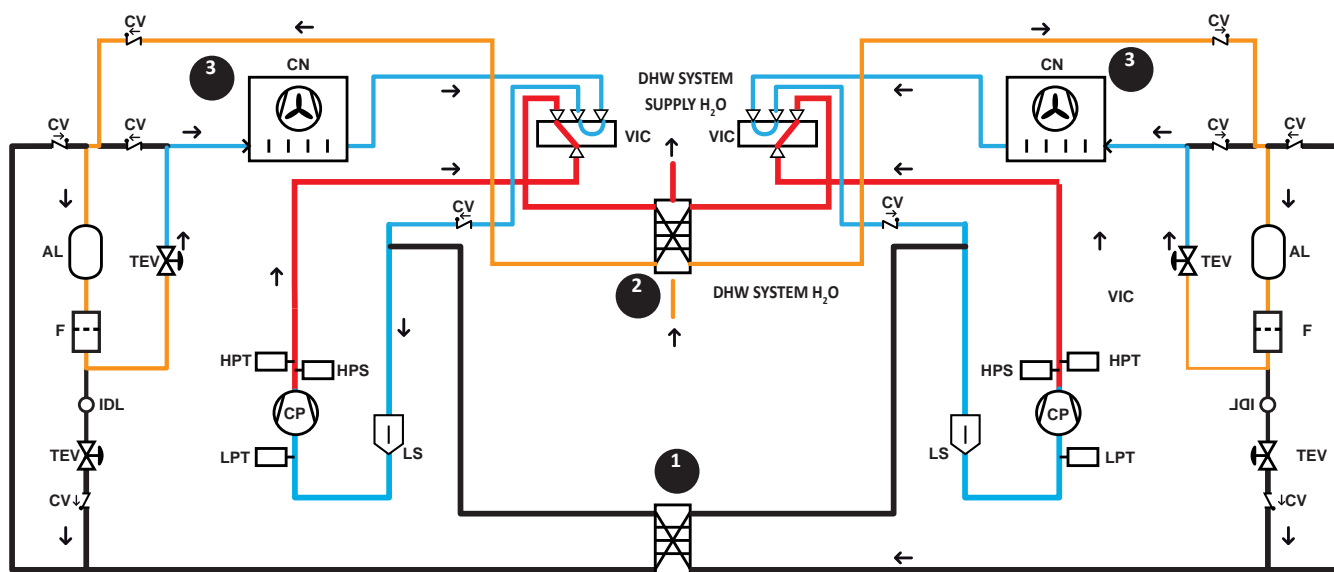 CV
CV
3
CN
DHW SYSTEM
SUPPLY H₂O
CN
3
CV
CV
VIC
VIC
CV
CV
CV
CV
AL
TEV
2
DHW SYSTEM H₂O
TEV
AL
VIC
F
F
HPT
HPS
HPS
HPT
IDL
CP
CP
IDL
TEV
LPT
LS
LS
LPT
TEV
1
CV
CV